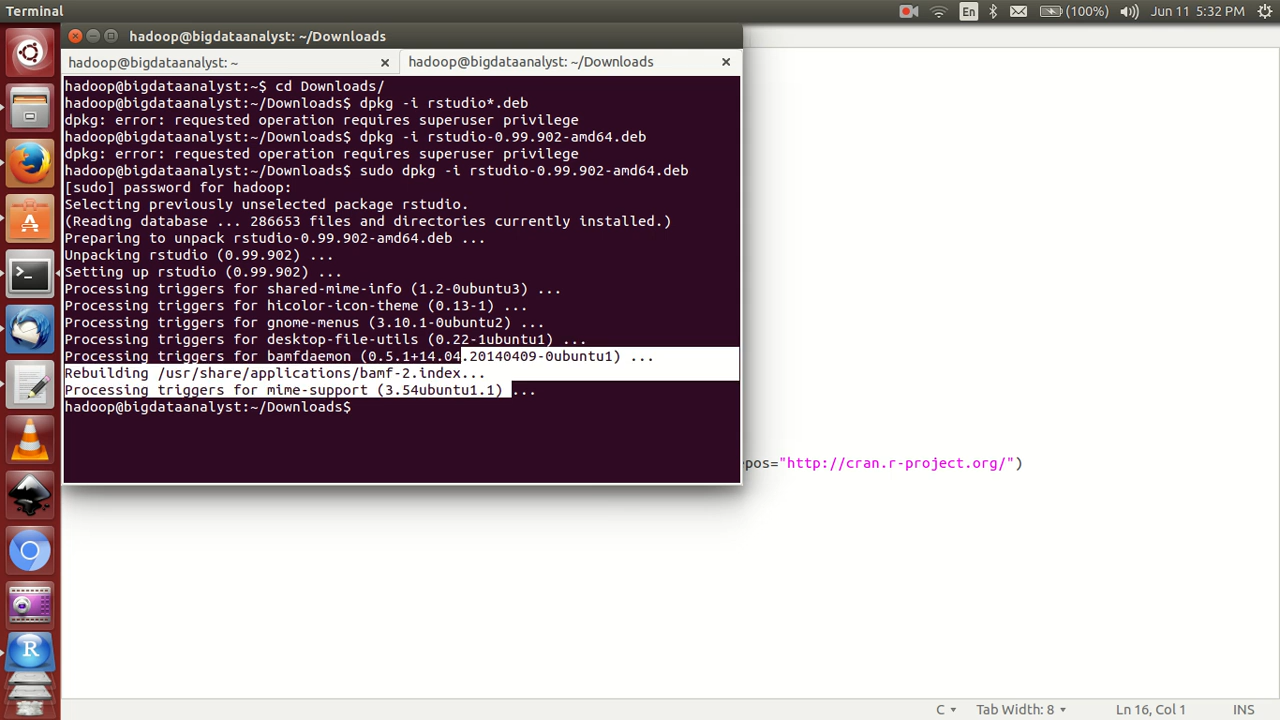 Terminal
En
(100%)
Jun 11 5:32 PM
hadoop@bigdataanalyst: ~/Downloads
hadoop@bigdataanalyst: ~
hadoop@bigdataanalyst: ~/Downloads
hadoop@bigdataanalyst:~$ cd Downloads/
hadoop@bigdataanalyst:~/Downloads$ dpkg -i rstudio*.deb
dpkg: error: requested operation requires superuser privilege
hadoop@bigdataanalyst:~/Downloads$ dpkg -i rstudio-0.99.902-amd64.deb
dpkg: error: requested operation requires superuser privilege
hadoop@bigdataanalyst:~/Downloads$ sudo dpkg -i rstudio-0.99.902-amd64.deb
[sudo] password for hadoop:
Selecting previously unselected package rstudio.
(Reading database ... 286653 files and directories currently installed.)
Preparing to unpack rstudio-0.99.902-amd64.deb ...
Unpacking rstudio (0.99.902) ...
Setting up rstudio (0.99.902) ...
Processing triggers for shared-mime-info (1.2-0ubuntu3) ...
Processing triggers for hicolor-icon-theme (0.13-1) ...
Processing triggers for gnome-menus (3.10.1-0ubuntu2) ...
Processing triggers for desktop-file-utils (0.22-1ubuntu1) ...
Processing triggers for bamfdaemon (0.5.1+14.04.20140409-0ubuntu1) ...
Rebuilding /usr/share/applications/bamf-2.index...
Processing triggers for mime-support (3.54ubuntu1.1) ...
hadoop@bigdataanalyst:~/Downloads$
epos="http://cran.r-project.org/")
R
C
Tab Width: 8
Ln 16, Col 1
INS